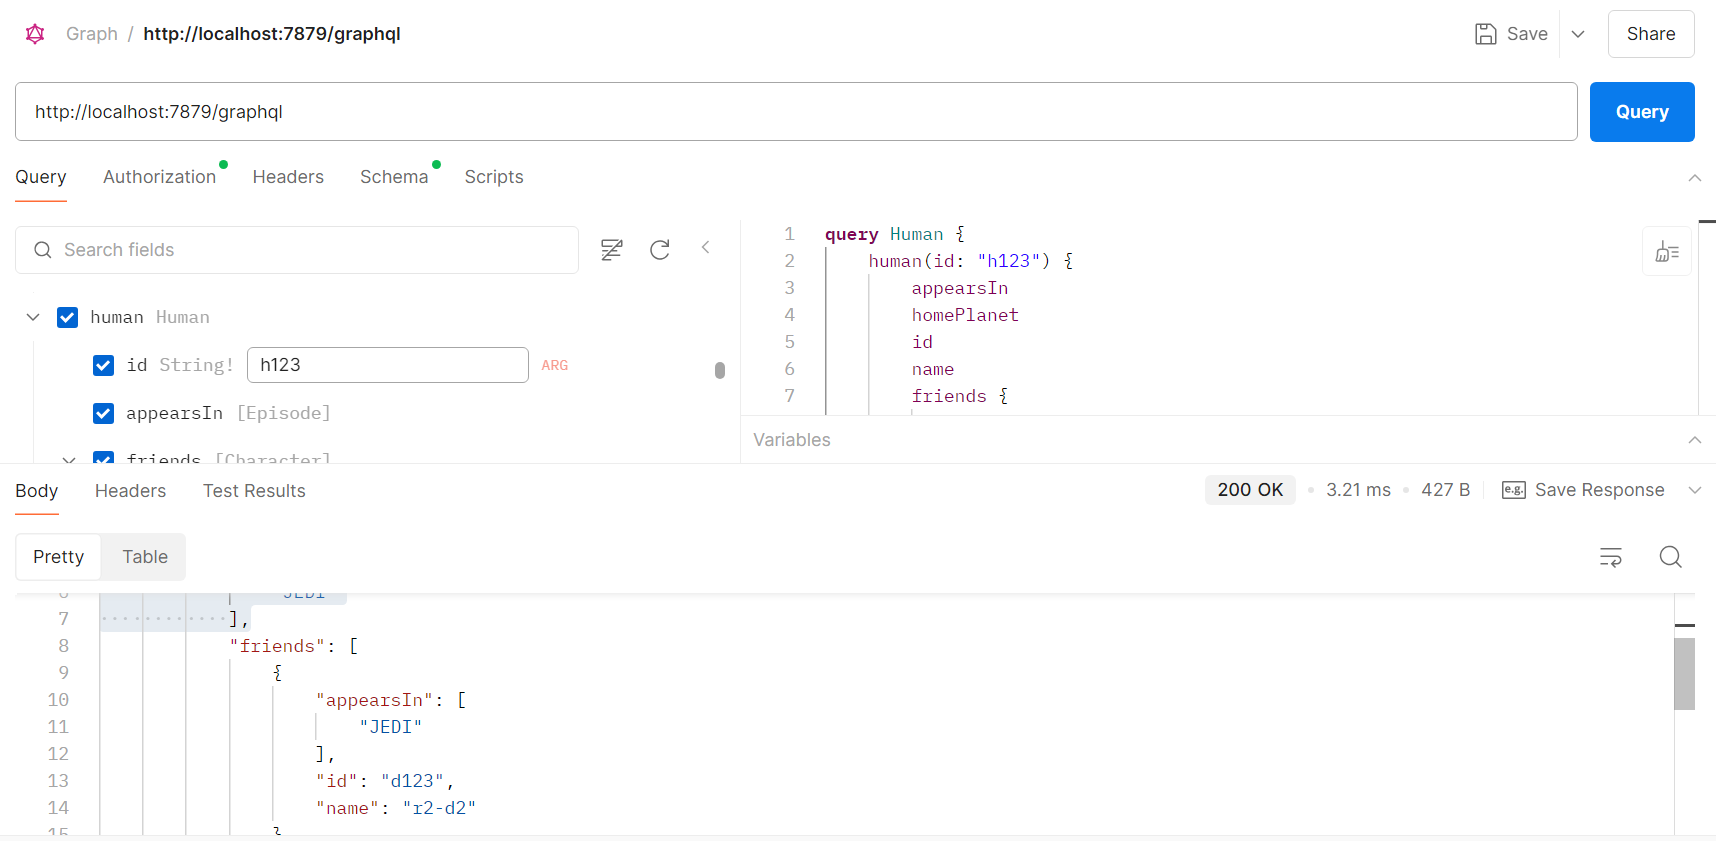 Graph / http://localhost:7879/graphql
Save
Share
http://localhost:7879/graphql
Query
Query Authorization Headers Schema Scripts
Search fields
human Human
id String! h123 ARG
appearsIn [Episode]
friends [Character]
1 query Human {
2 human(id: "h123") {
3 appearsIn
4 homePlanet
5 id
6 name
7 friends {
Variables
Body Headers Test Results
200 OK • 3.21 ms • 427 B e.g. Save Response
Pretty Table
6 "JEDI"
7 ············],
8 "friends": [
9 {
10 "appearsIn": [
11 "JEDI"
12 ],
13 "id": "d123",
14 "name": "r2-d2"
15 }